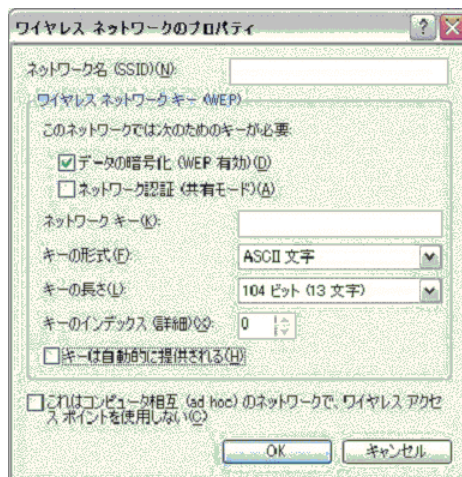 ワイヤレス ネットワークのプロパティ
ネットワーク名 (SSID)(N):
ワイヤレス ネットワーク キー (WEP)
このネットワークでは次のためのキーが必要:
データの暗号化 (WEP 有効)(D)
ネットワーク認証 (共有モード)(A)
ネットワーク キー(K):
キーの形式(F): ASCII 文字
キーの長さ(L): 104 ビット (13 文字)
キーのインデックス (詳細)(X): 0
キーは自動的に提供される(H)
これはコンピュータ相互 (ad hoc) のネットワークで、ワイヤレス アクセ
ス ポイントを使用しない(C)
OK キャンセル